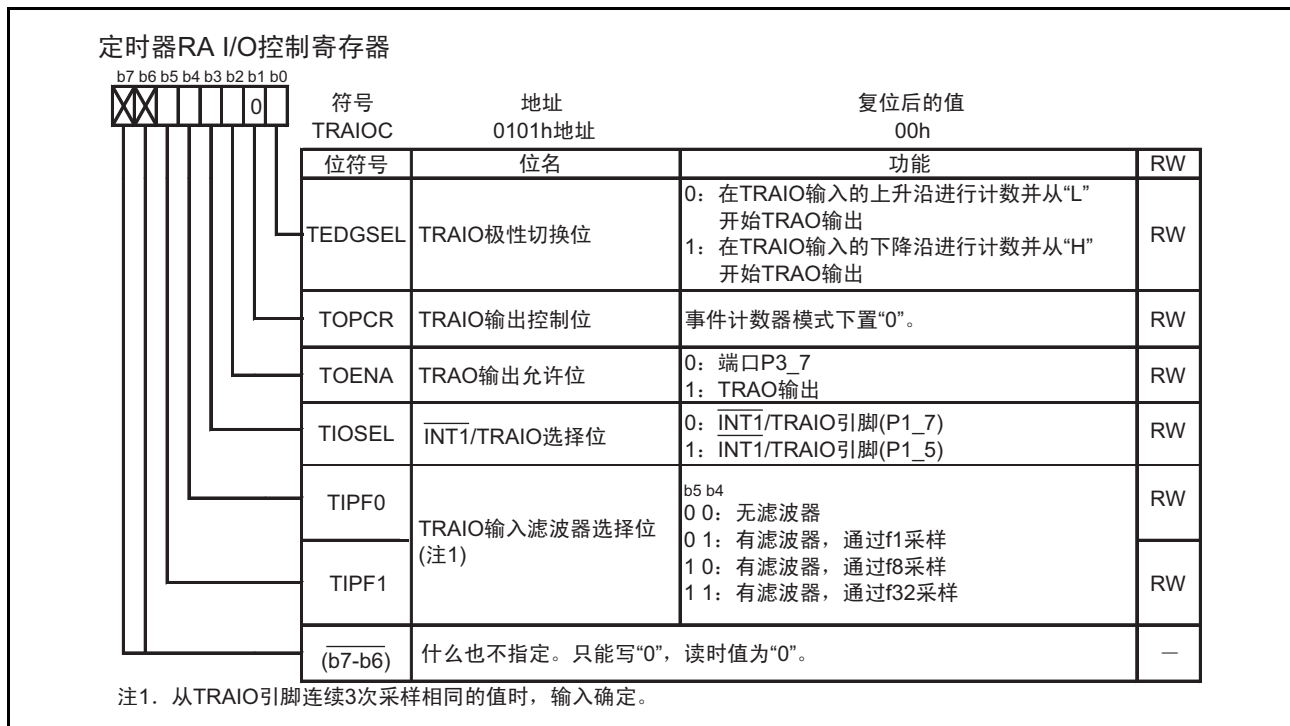 定时器RA I/O控制寄存器
b7 b6 b5 b4 b3 b2 b1 b0
0
符号 地址 复位后的值
TRAIOC 0101h地址 00h
位符号 位名 功能 RW
TEDGSEL TRAIO极性切换位 RW
0：在TRAIO输入的上升沿进行计数并从“L”
开始TRAO输出
1：在TRAIO输入的下降沿进行计数并从“H”
开始TRAO输出
TOPCR TRAIO输出控制位 事件计数器模式下置“0”。 RW
TOENA TRAO输出允许位 RW
0：端口P3_7
1：TRAO输出
TIOSEL INT1/TRAIO选择位 RW
0：INT1/TRAIO引脚(P1_7)
1：INT1/TRAIO引脚(P1_5)
TIPF0 RW
TRAIO输入滤波器选择位
(注1)
b5 b4
0 0：无滤波器
0 1：有滤波器，通过f1采样
1 0：有滤波器，通过f8采样
1 1：有滤波器，通过f32采样
TIPF1 RW
(b7-b6) 什么也不指定。只能写“0”，读时值为“0”。 －
注1．从TRAIO引脚连续3次采样相同的值时，输入确定。